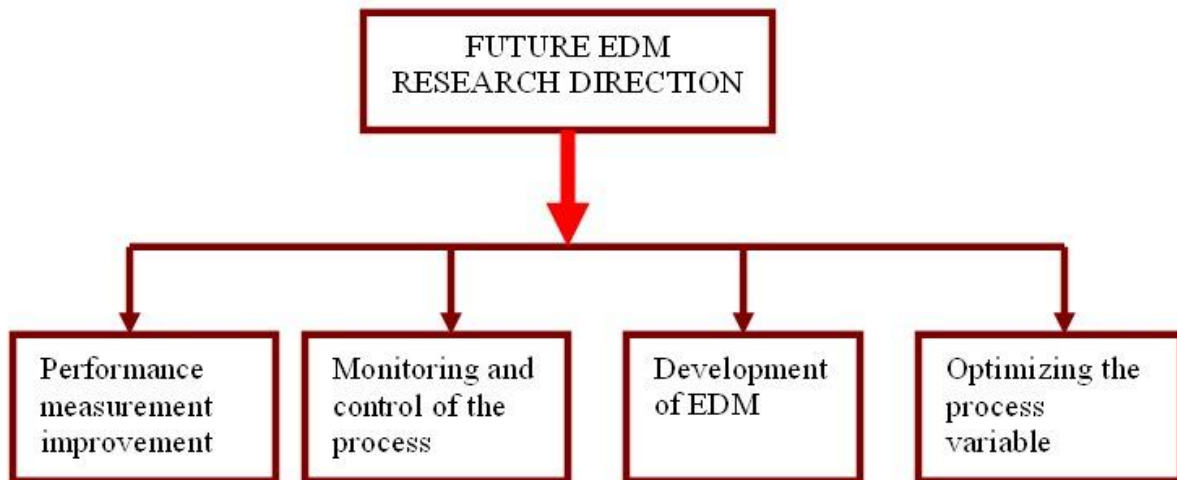 FUTURE EDM
RESEARCH DIRECTION
Performance
measurement
improvement
Monitoring and
control of the
process
Development
of EDM
Optimizing the
process
variable